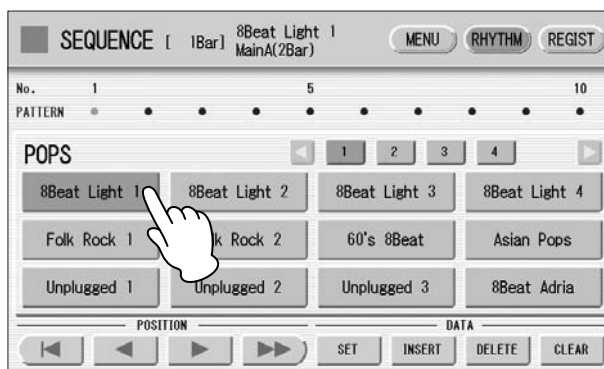 SEQUENCE [ 1Bar] 8Beat Light 1
MainA(2Bar)
MENU RHYTHM REGIST
No. 1 5 10
PATTERN
POPS 1 2 3 4
8Beat Light 1 8Beat Light 2 8Beat Light 3 8Beat Light 4
Folk Rock 1 Rock 2 60's 8Beat Asian Pops
Unplugged 1 Unplugged 2 Unplugged 3 8Beat Adria
POSITION DATA
SET INSERT DELETE CLEAR